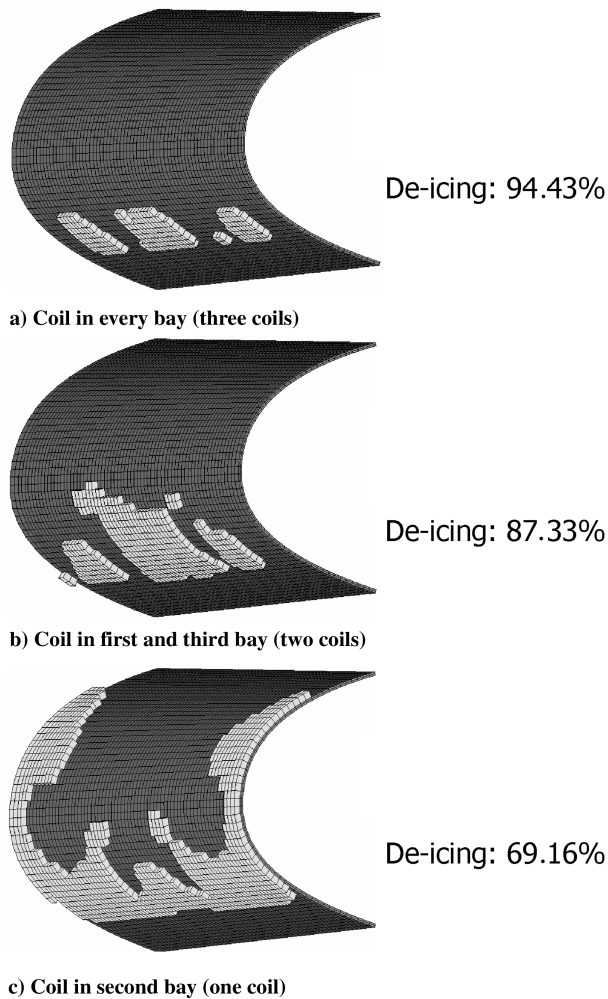 De-icing: 94.43%
a) Coil in every bay (three coils)
De-icing: 87.33%
b) Coil in first and third bay (two coils)
De-icing: 69.16%
c) Coil in second bay (one coil)